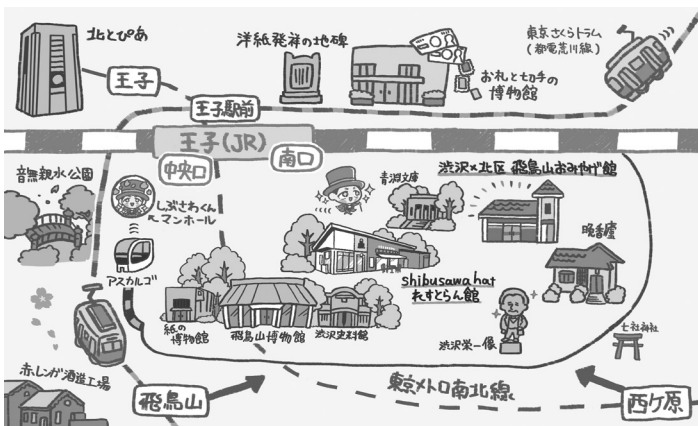 北とぴあ
王子
洋紙発祥の地碑
お札と切手の
博物館
東京さくらトラム
(都電荒川線)
王子駅前
王子(JR)
中央口
南口
音無親水公園
しぶさわくん
マンホール
アスカルゴ
青淵文庫
渋沢×北区 飛鳥山おみやげ館
晩香廬
shibusawa hat
れすとらん館
紙の
博物館
飛鳥山博物館
渋沢史料館
渋沢栄一像
七社神社
赤レンガ酒造工場
飛鳥山
東京メトロ南北線
西ケ原